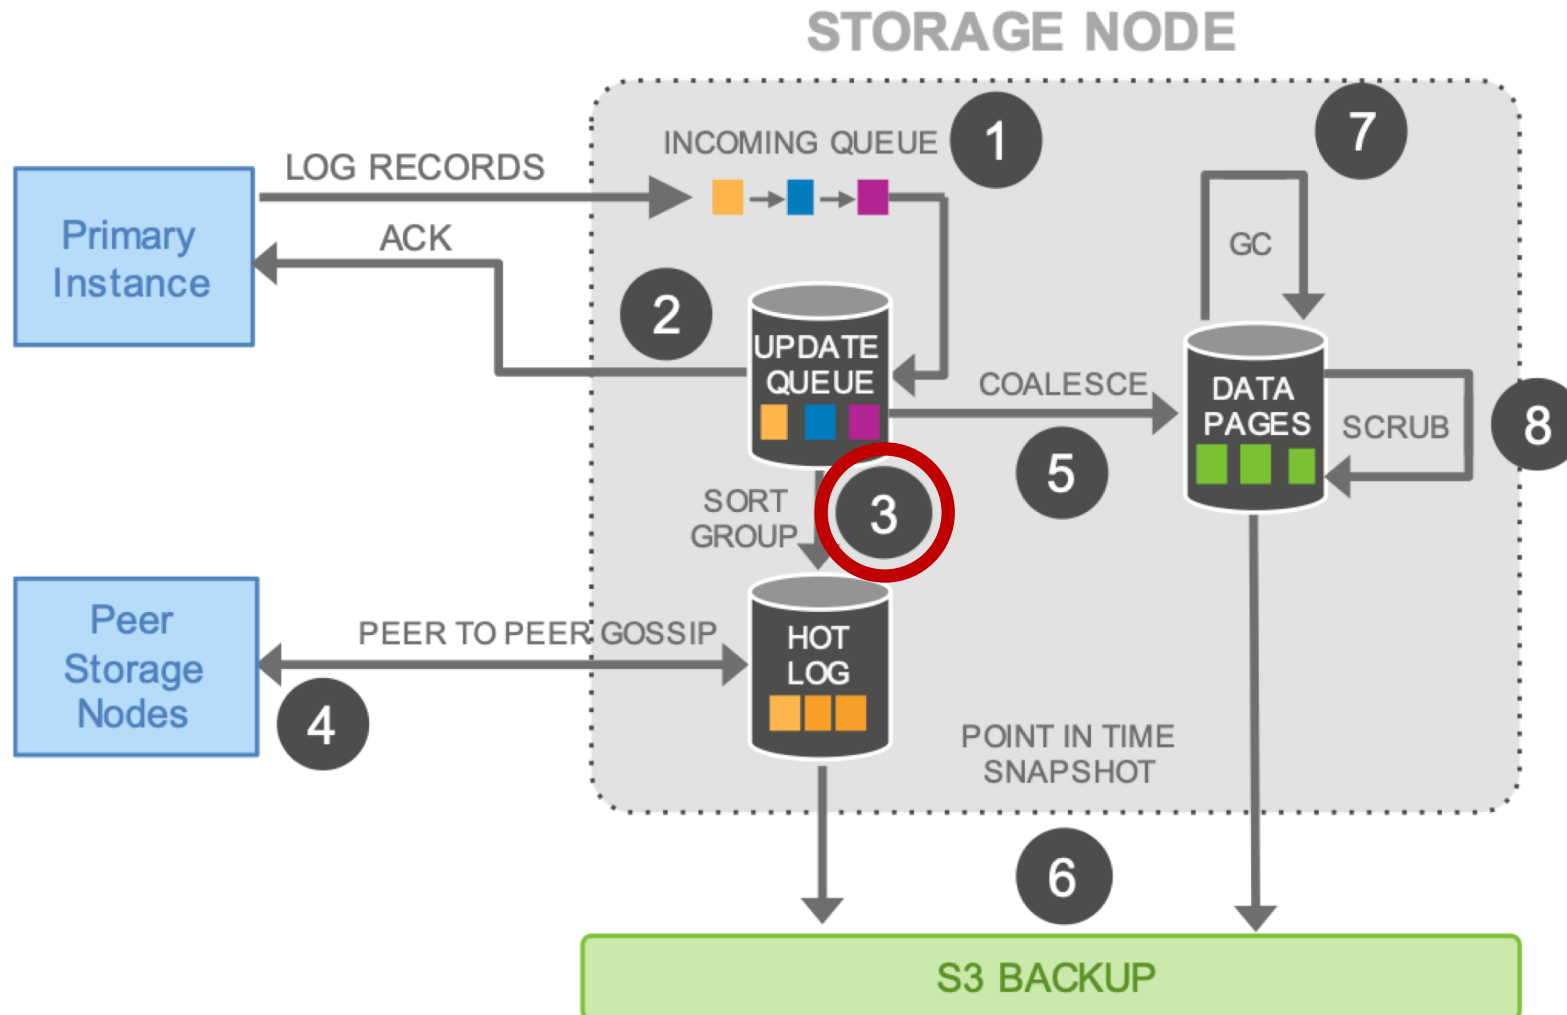 STORAGE NODE
INCOMING QUEUE
1
7
LOG RECORDS
Primary
Instance
ACK
GC
2
UPDATE
QUEUE
COALESCE
5
DATA
PAGES
SCRUB
8
SORT
GROUP
3
Peer
Storage
Nodes
PEER TO PEER GOSSIP
4
HOT
LOG
POINT IN TIME
SNAPSHOT
6
S3 BACKUP